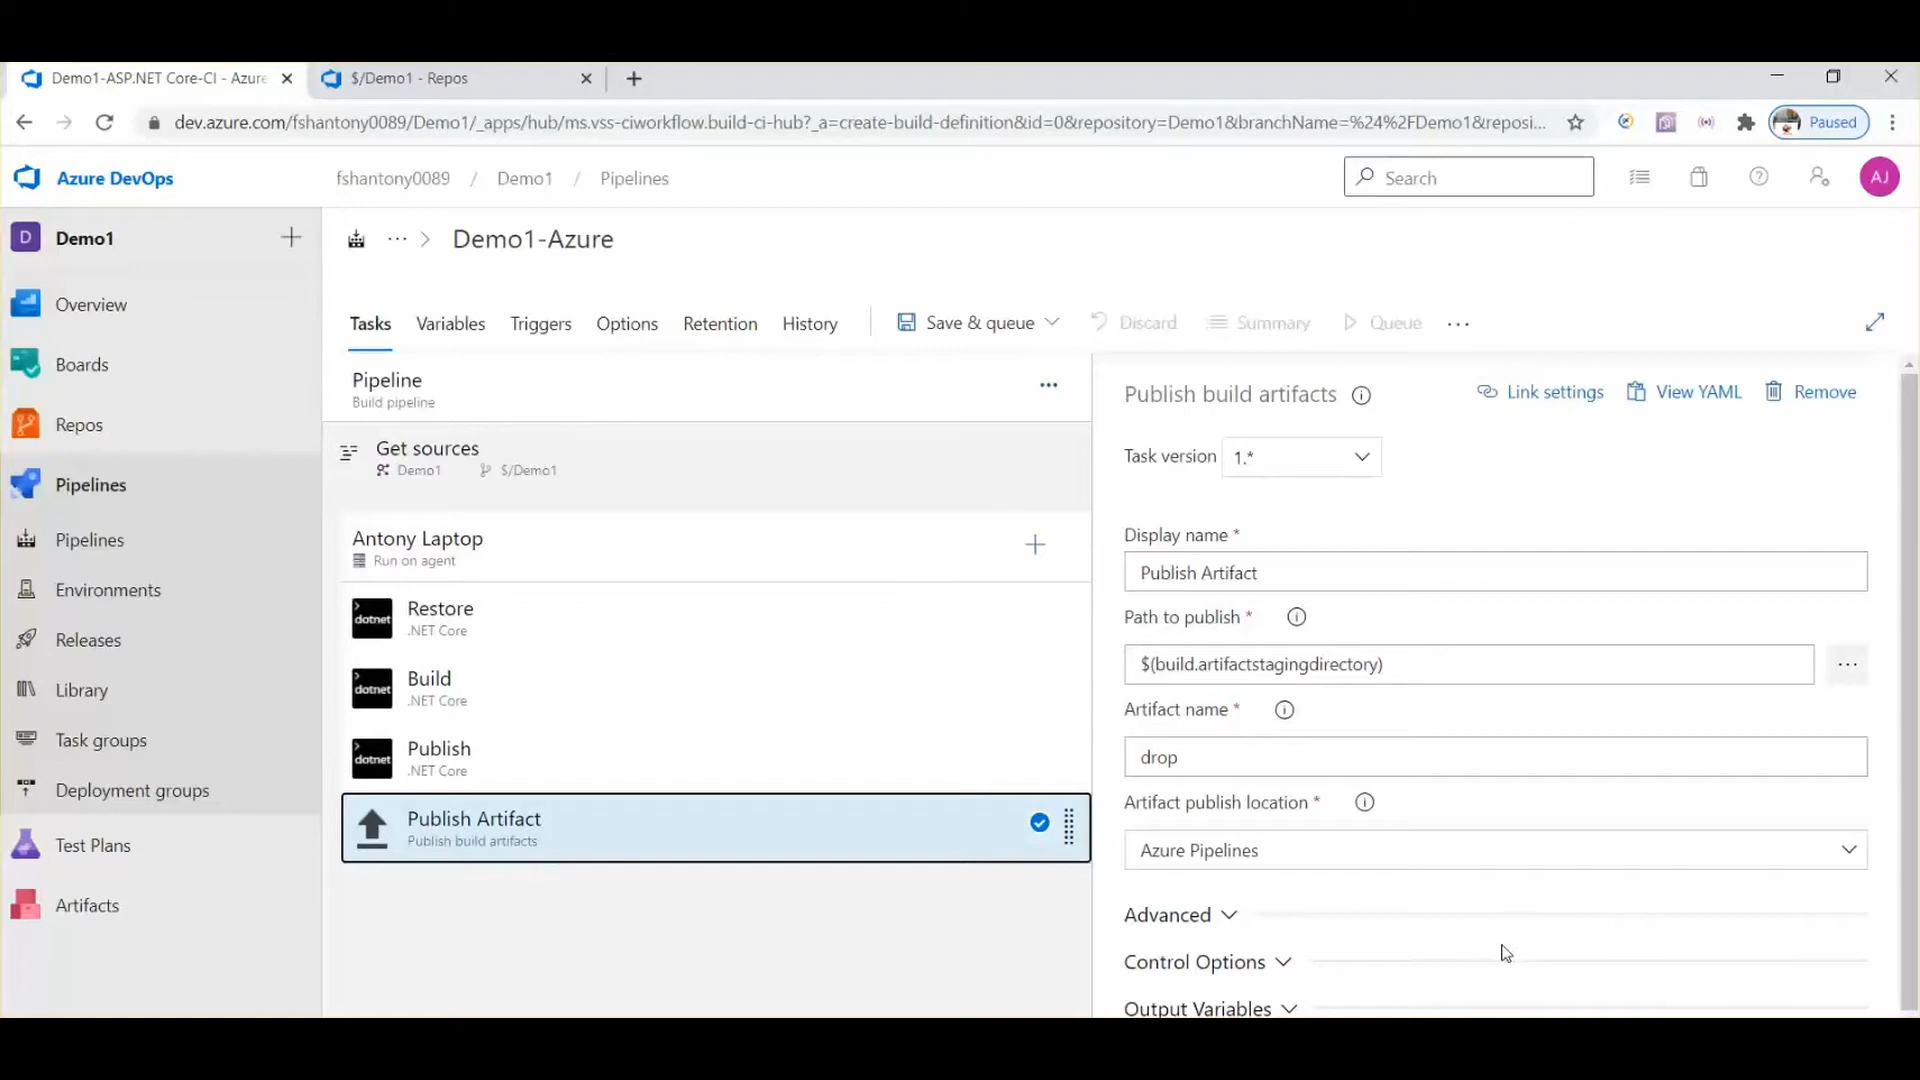 Demo1-ASP.NET Core-CI - Azure
$/Demo1 - Repos
dev.azure.com/fshantony0089/Demo1/_apps/hub/ms.vss-ciworkflow.build-ci-hub?_a=create-build-definition&id=0&repository=Demo1&branchName=%24%2FDemo1&reposi...
Paused
Azure DevOps
fshantony0089 / Demo1 / Pipelines
Search
AJ
D Demo1
Overview
Boards
Repos
Pipelines
Pipelines
Environments
Releases
Library
Task groups
Deployment groups
Test Plans
Artifacts
Demo1-Azure
Tasks Variables Triggers Options Retention History Save & queue Discard Summary Queue
Pipeline
Build pipeline
Get sources
Demo1 $/Demo1
Antony Laptop
Run on agent
dotnet
Restore
.NET Core
dotnet
Build
.NET Core
dotnet
Publish
.NET Core
Publish Artifact
Publish build artifacts
Publish build artifacts
Link settings View YAML Remove
Task version 1.*
Display name *
Publish Artifact
Path to publish *
$(build.artifactstagingdirectory)
Artifact name *
drop
Artifact publish location *
Azure Pipelines
Advanced
Control Options
Output Variables